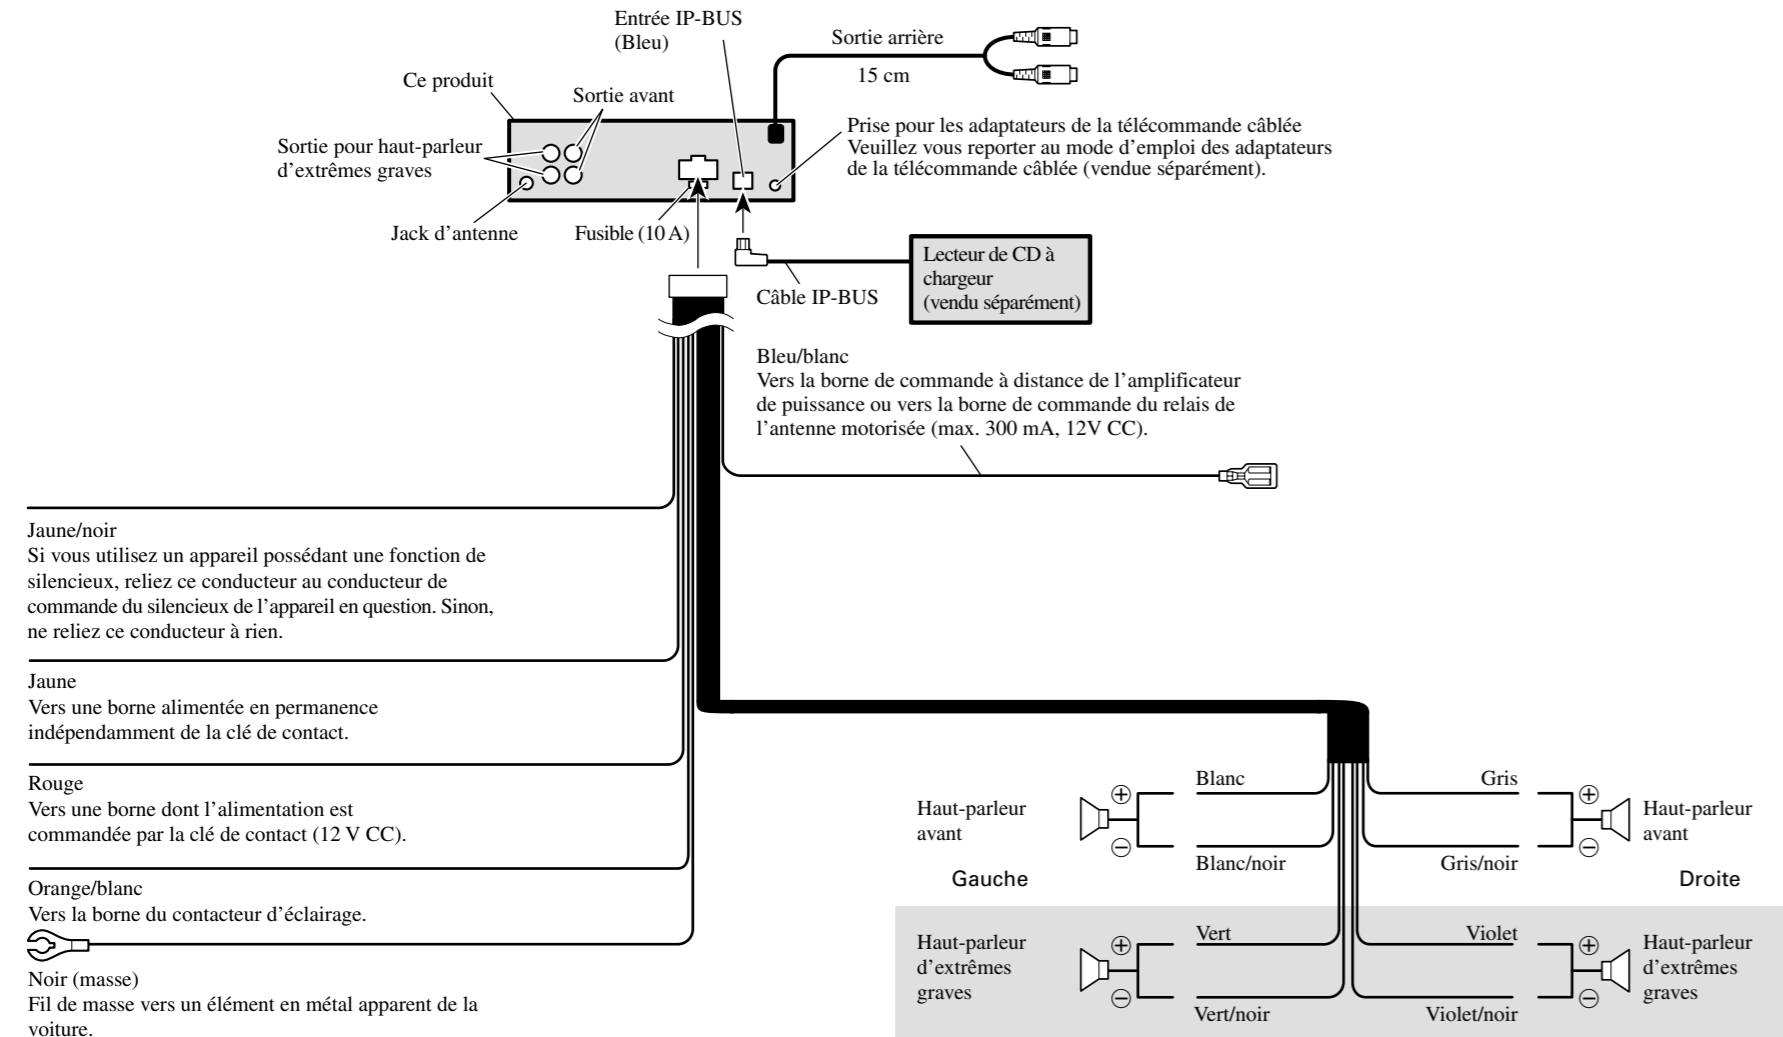 Entrée IP-BUS
(Bleu)
Sortie arrière
15 cm
Ce produit
Sortie avant
Sortie pour haut-parleur
d’extrêmes graves
Prise pour les adaptateurs de la télécommande câblée
Veuillez vous reporter au mode d’emploi des adaptateurs
de la télécommande câblée (vendue séparément).
Jack d’antenne
Fusible (10 A)
Lecteur de CD à
chargeur
(vendu séparément)
Câble IP-BUS
Bleu/blanc
Vers la borne de commande à distance de l’amplificateur
de puissance ou vers la borne de commande du relais de
l’antenne motorisée (max. 300 mA, 12V CC).
Jaune/noir
Si vous utilisez un appareil possédant une fonction de
silencieux, reliez ce conducteur au conducteur de
commande du silencieux de l’appareil en question. Sinon,
ne reliez ce conducteur à rien.
Jaune
Vers une borne alimentée en permanence
indépendamment de la clé de contact.
Rouge
Vers une borne dont l’alimentation est
commandée par la clé de contact (12 V CC).
Orange/blanc
Vers la borne du contacteur d’éclairage.
Noir (masse)
Fil de masse vers un élément en métal apparent de la
voiture.
Haut-parleur
avant
+
−
Blanc
Blanc/noir
Gris
Gris/noir
+
−
Haut-parleur
avant
Gauche
Droite
Haut-parleur
d’extrêmes
graves
+
−
Vert
Vert/noir
Violet
Violet/noir
+
−
Haut-parleur
d’extrêmes
graves